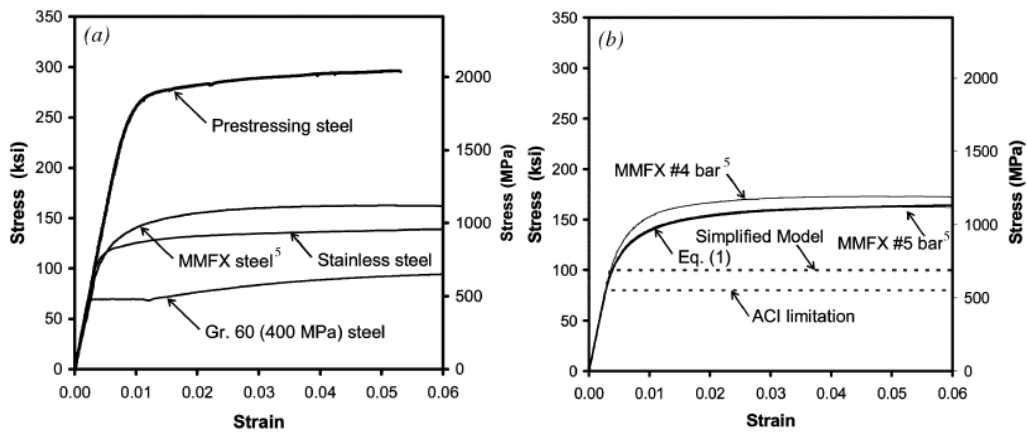 (a)
400
350
300
250
200
150
100
50
0
Stress (ksi)
2000
1500
1000
500
0
Stress (MPa)
Prestressing steel
MMFX steel5
Stainless steel
Gr. 60 (400 MPa) steel
0.00 0.01 0.02 0.03 0.04 0.05 0.06
Strain
(b)
400
350
300
250
200
150
100
50
0
Stress (ksi)
2000
1500
1000
500
0
Stress (MPa)
MMFX #4 bar5
MMFX #5 bar5
Simplified Model
Eq. (1)
ACI limitation
0.00 0.01 0.02 0.03 0.04 0.05 0.06
Strain